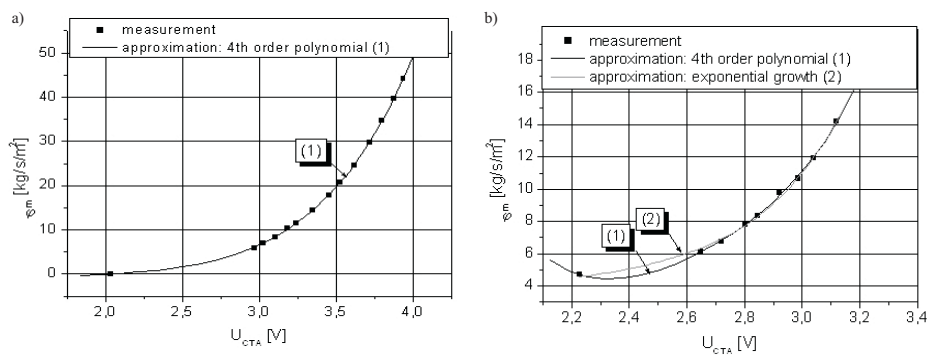 a)
measurement
approximation: 4th order polynomial (1)
50
40
30
20
10
0
(1)
[kg/s/m²]
2,0
2,5
3,0
3,5
4,0
U_CTA [V]
b)
measurement
approximation: 4th order polynomial (1)
approximation: exponential growth (2)
18
16
14
12
10
8
6
4
(2)
(1)
[kg/s/m²]
2,2
2,4
2,6
2,8
3,0
3,2
3,4
U_CTA [V]